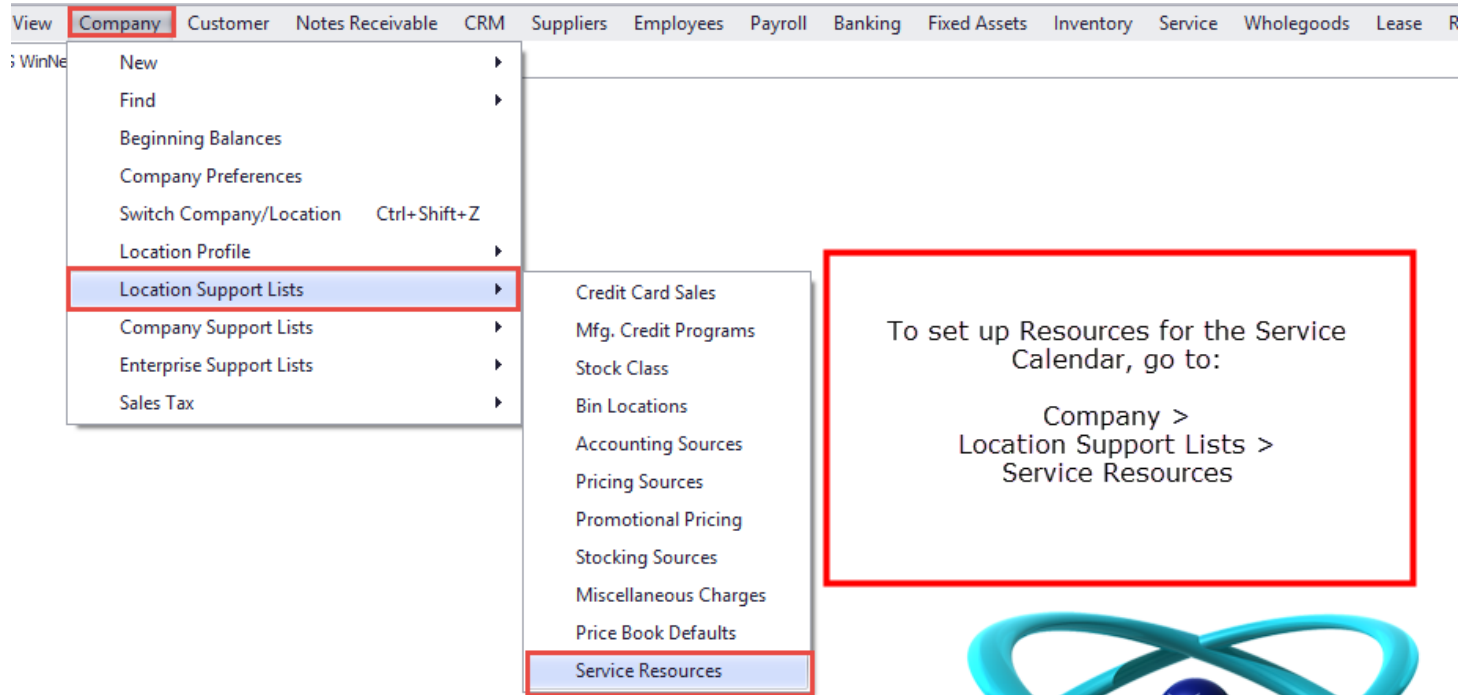 View Company Customer Notes Receivable CRM Suppliers Employees Payroll Banking Fixed Assets Inventory Service Wholegoods Lease R
S WinNe
New
Find
Beginning Balances
Company Preferences
Switch Company/Location Ctrl+Shift+Z
Location Profile
Location Support Lists
Company Support Lists
Enterprise Support Lists
Sales Tax
Credit Card Sales
Mfg. Credit Programs
Stock Class
Bin Locations
Accounting Sources
Pricing Sources
Promotional Pricing
Stocking Sources
Miscellaneous Charges
Price Book Defaults
Service Resources
To set up Resources for the Service
Calendar, go to:
Company >
Location Support Lists >
Service Resources